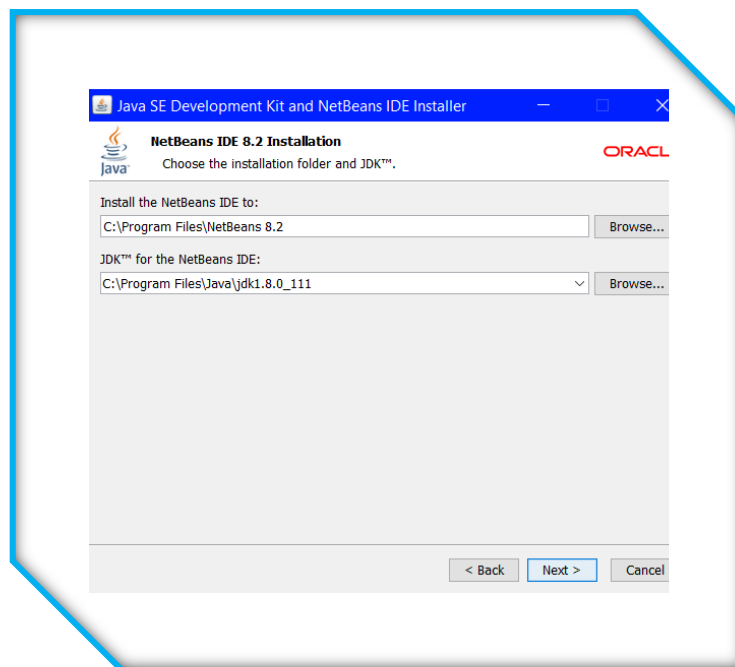 Java SE Development Kit and NetBeans IDE Installer
NetBeans IDE 8.2 Installation
Choose the installation folder and JDK™.
Java™
ORACL
Install the NetBeans IDE to:
C:\Program Files\NetBeans 8.2
Browse...
JDK™ for the NetBeans IDE:
C:\Program Files\Java\jdk1.8.0_111
Browse...
< Back
Next >
Cancel